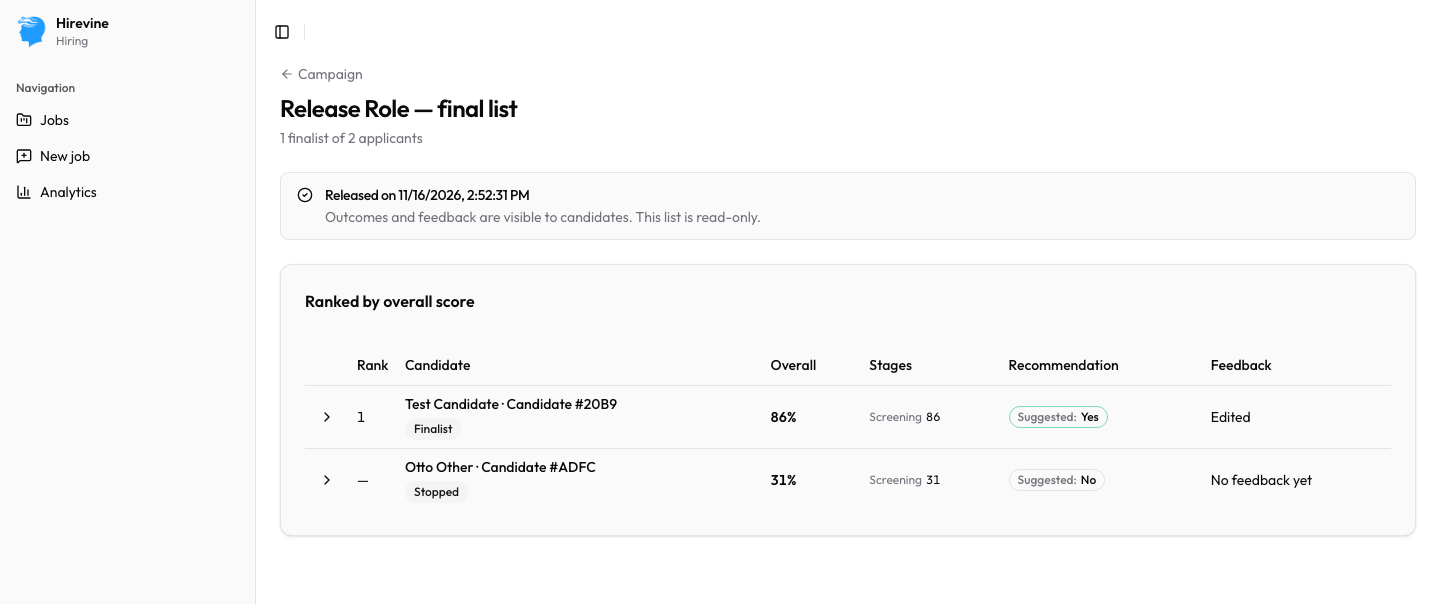 Hirevine
Hiring
Navigation
Jobs
New job
Analytics
Campaign
Release Role — final list
1 finalist of 2 applicants
Released on 11/16/2026, 2:52:31 PM
Outcomes and feedback are visible to candidates. This list is read-only.
Ranked by overall score
Rank Candidate Overall Stages Recommendation Feedback
Test Candidate · Candidate #20B9
1 86% Screening 86 Suggested: Yes Edited
Finalist
Otto Other · Candidate #ADFC
— 31% Screening 31 Suggested: No No feedback yet
Stopped